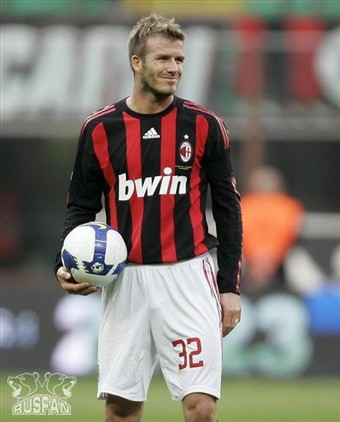 adidas
bwin
32
RUSFAN